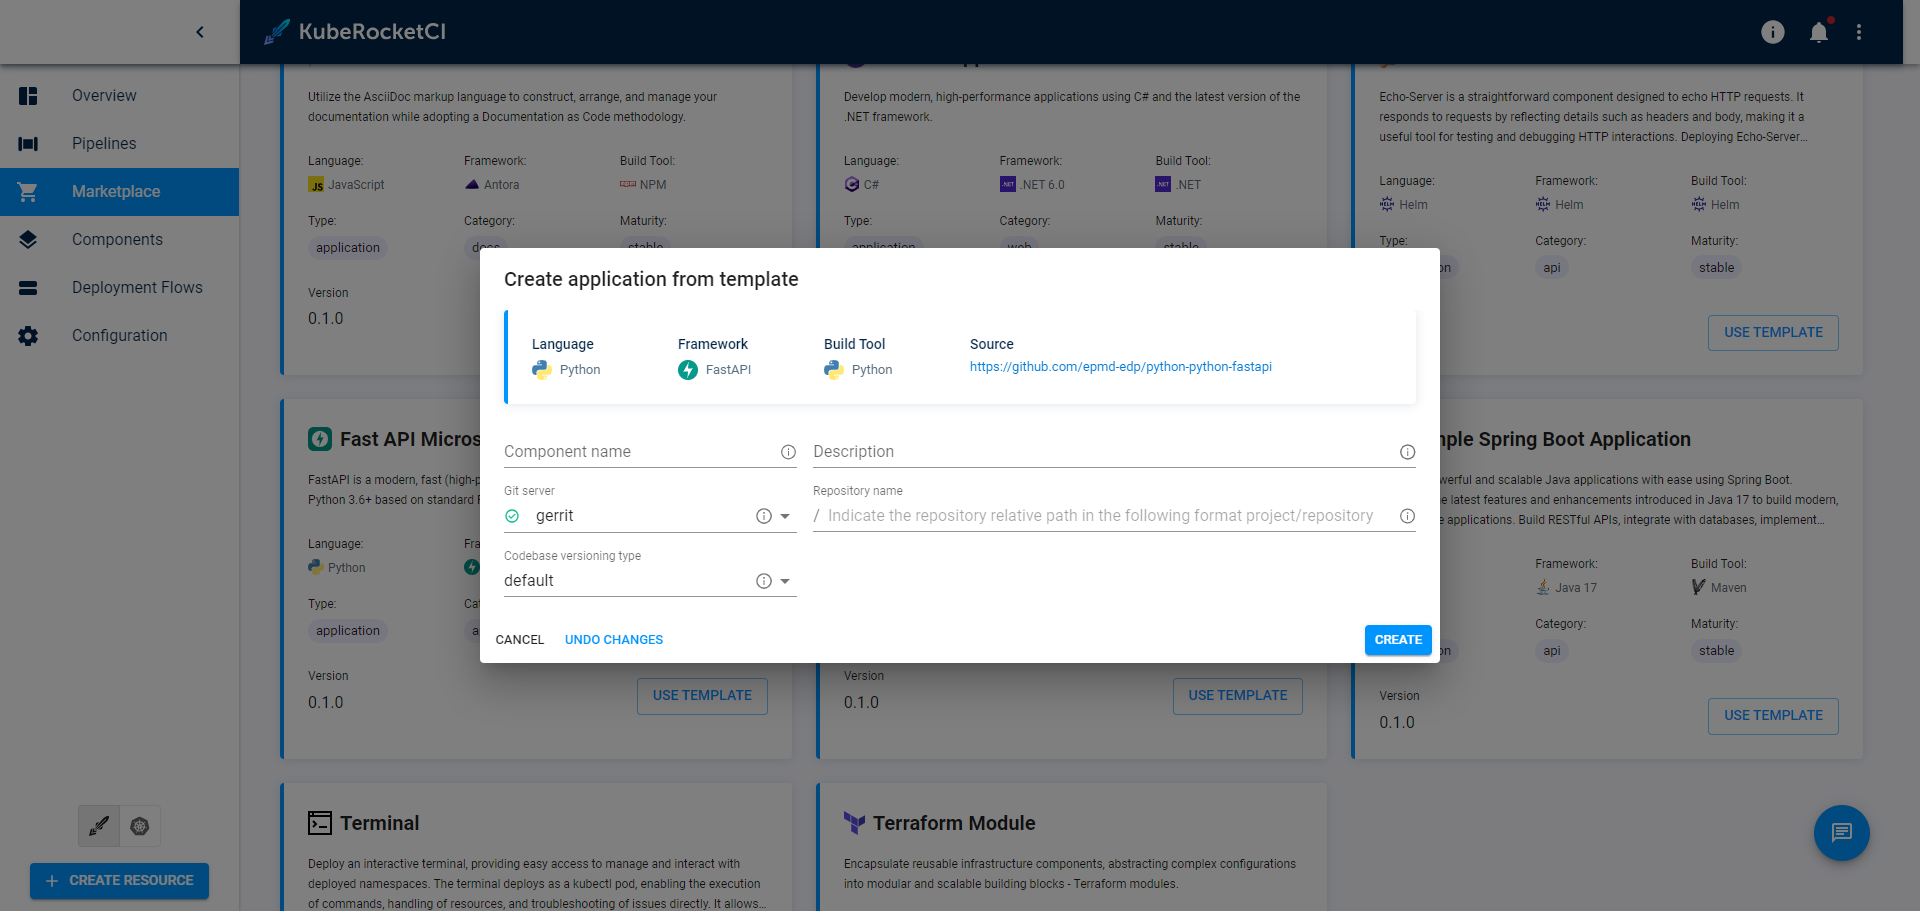 KubeRocketCI
Overview
Pipelines
Marketplace
Components
Deployment Flows
Configuration
CREATE RESOURCE
Utilize the AsciiDoc markup language to construct, arrange, and manage your
documentation while adopting a Documentation as Code methodology.
Language: Framework: Build Tool:
JavaScript Antora NPM
Type: Category: Maturity:
application docs stable
Version
0.1.0
Develop modern, high-performance applications using C# and the latest version of the
.NET framework.
Language: Framework: Build Tool:
C# .NET 6.0 .NET
Type: Category: Maturity:
application web stable
Echo-Server is a straightforward component designed to echo HTTP requests. It
responds to requests by reflecting details such as headers and body, making it a
useful tool for testing and debugging HTTP interactions. Deploying Echo-Server...
Language: Framework: Build Tool:
Helm Helm Helm
Type: Category: Maturity:
on api stable
USE TEMPLATE
Create application from template
Language Framework Build Tool Source
Python FastAPI Python https://github.com/epmd-edp/python-python-fastapi
Component name Description
Git server Repository name
gerrit / Indicate the repository relative path in the following format project/repository
Codebase versioning type
default
CANCEL UNDO CHANGES CREATE
Fast API Micros
FastAPI is a modern, fast (high-p
Python 3.6+ based on standard
Language: Fra
Python
Type: Cat
application a
Version
0.1.0
USE TEMPLATE
Version
0.1.0
USE TEMPLATE
ple Spring Boot Application
werful and scalable Java applications with ease using Spring Boot.
e latest features and enhancements introduced in Java 17 to build modern,
e applications. Build RESTful APIs, integrate with databases, implement...
Framework: Build Tool:
Java 17 Maven
Category: Maturity:
on api stable
Version
0.1.0
USE TEMPLATE
Terminal
Deploy an interactive terminal, providing easy access to manage and interact with
deployed namespaces. The terminal deploys as a kubectl pod, enabling the execution
of commands, handling of resources, and troubleshooting of issues directly. It allows...
Terraform Module
Encapsulate reusable infrastructure components, abstracting complex configurations
into modular and scalable building blocks - Terraform modules.